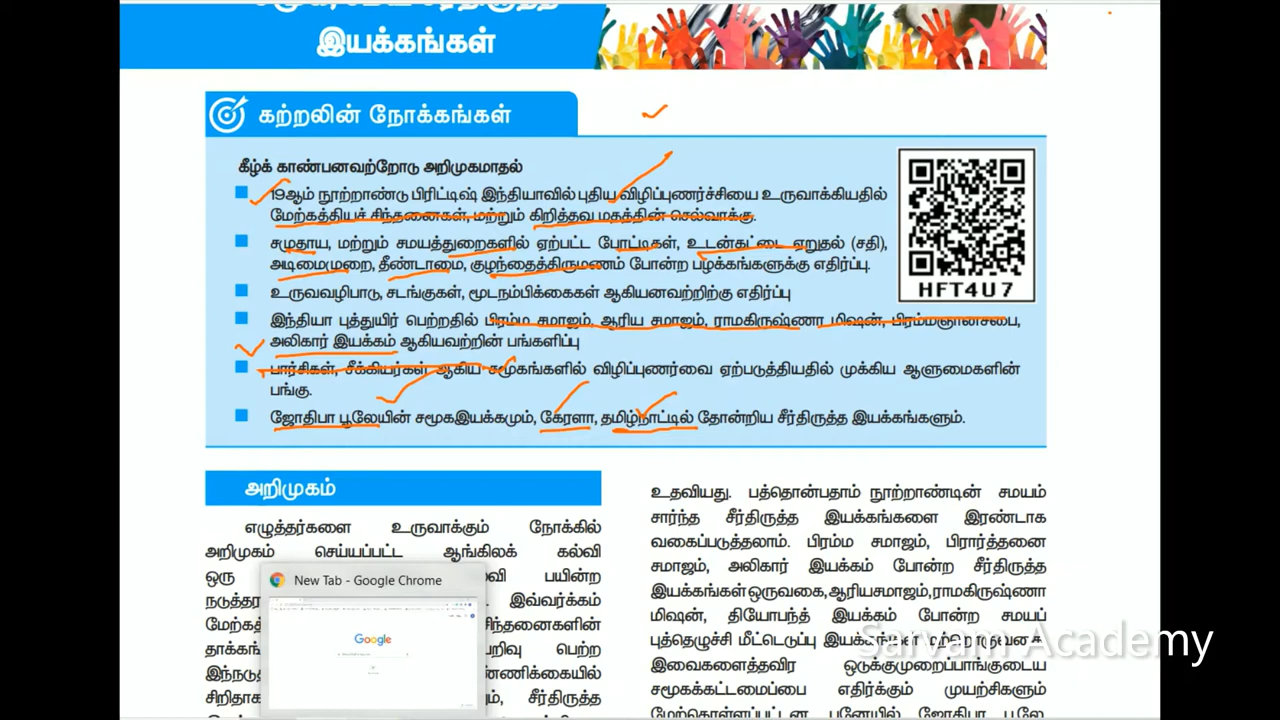 இயக்கங்கள்
கற்றலின் நோக்கங்கள்
கீழ்க் காண்பனவற்றோடு அறிமுகமாதல்
19ஆம் நூற்றாண்டு பிரிட்டிஷ் இந்தியாவில் புதிய விழிப்புணர்ச்சியை உருவாக்கியதில்
மேற்கத்தியச் சிந்தனைகள், மற்றும் கிறித்தவ மதத்தின் செல்வாக்கு.
சமுதாய, மற்றும் சமயத்துறைகளில் ஏற்பட்ட போட்டிகள், உடன்கட்டை ஏறுதல் (சதி),
அடிமைமுறை, தீண்டாமை, குழந்தைத்திருமணம் போன்ற பழக்கங்களுக்கு எதிர்ப்பு.
உருவவழிபாடு, சடங்குகள், மூடநம்பிக்கைகள் ஆகியனவற்றிற்கு எதிர்ப்பு
இந்தியா புத்துயிர் பெற்றதில் பிரம்ம சமாஜம், ஆரிய சமாஜம், ராமகிருஷ்ணா மிஷன், பிரம்மஞானசபை,
அலிகார் இயக்கம் ஆகியவற்றின் பங்களிப்பு
பார்சிகள், சீக்கியர்கள் ஆகிய சமூகங்களில் விழிப்புணர்வை ஏற்படுத்தியதில் முக்கிய ஆளுமைகளின்
பங்கு.
ஜோதிபா பூலேயின் சமூகஇயக்கமும், கேரளா, தமிழ்நாட்டில் தோன்றிய சீர்திருத்த இயக்கங்களும்.
HFT4U7
அறிமுகம்
எழுத்தர்களை உருவாக்கும் நோக்கில்
அறிமுகம் செய்யப்பட்ட ஆங்கிலக் கல்வி
ஒரு பயின்ற
இவ்வர்க்கம்
பெற்ற
சீர்திருத்த
New Tab - Google Chrome
Google
உதவியது. பத்தொன்பதாம் நூற்றாண்டின் சமயம்
சார்ந்த சீர்திருத்த இயக்கங்களை இரண்டாக
வகைப்படுத்தலாம். பிரம்ம சமாஜம், பிரார்த்தனை
சமாஜம், அலிகார் இயக்கம் போன்ற சீர்திருத்த
இயக்கங்கள் ஒருவகை, ஆரியசமாஜம், ராமகிருஷ்ணா
மிஷன், தியோபந்த் இயக்கம் போன்ற சமயப்
புத்தெழுச்சி மீட்டெடுப்பு இயக்கங்கள் மற்றொருவகை.
இவைகளைத்தவிர ஒடுக்குமுறைப்பாங்குடைய
சமூகக்கட்டமைப்பை எதிர்க்கும் முயற்சிகளும்
Sarvam Academy